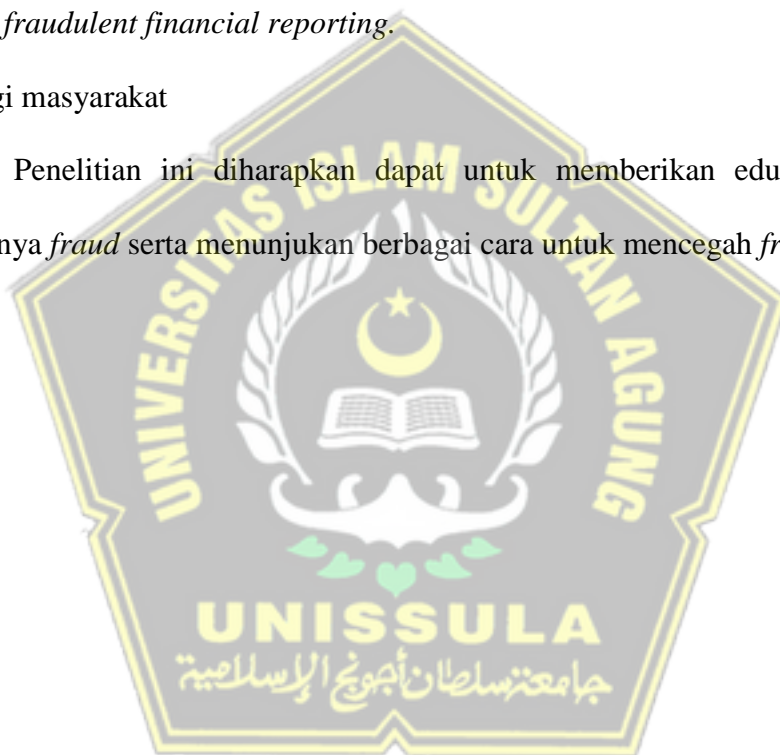 fraudulent financial reporting.
gi masyarakat
Penelitian ini diharapkan dapat untuk memberikan edu
nya fraud serta menunjukan berbagai cara untuk mencegah fr
UNIVERSITAS ISLAM SULTAN AGUNG
UNISSULA
جامعة سلطان أجونج الإسلامية